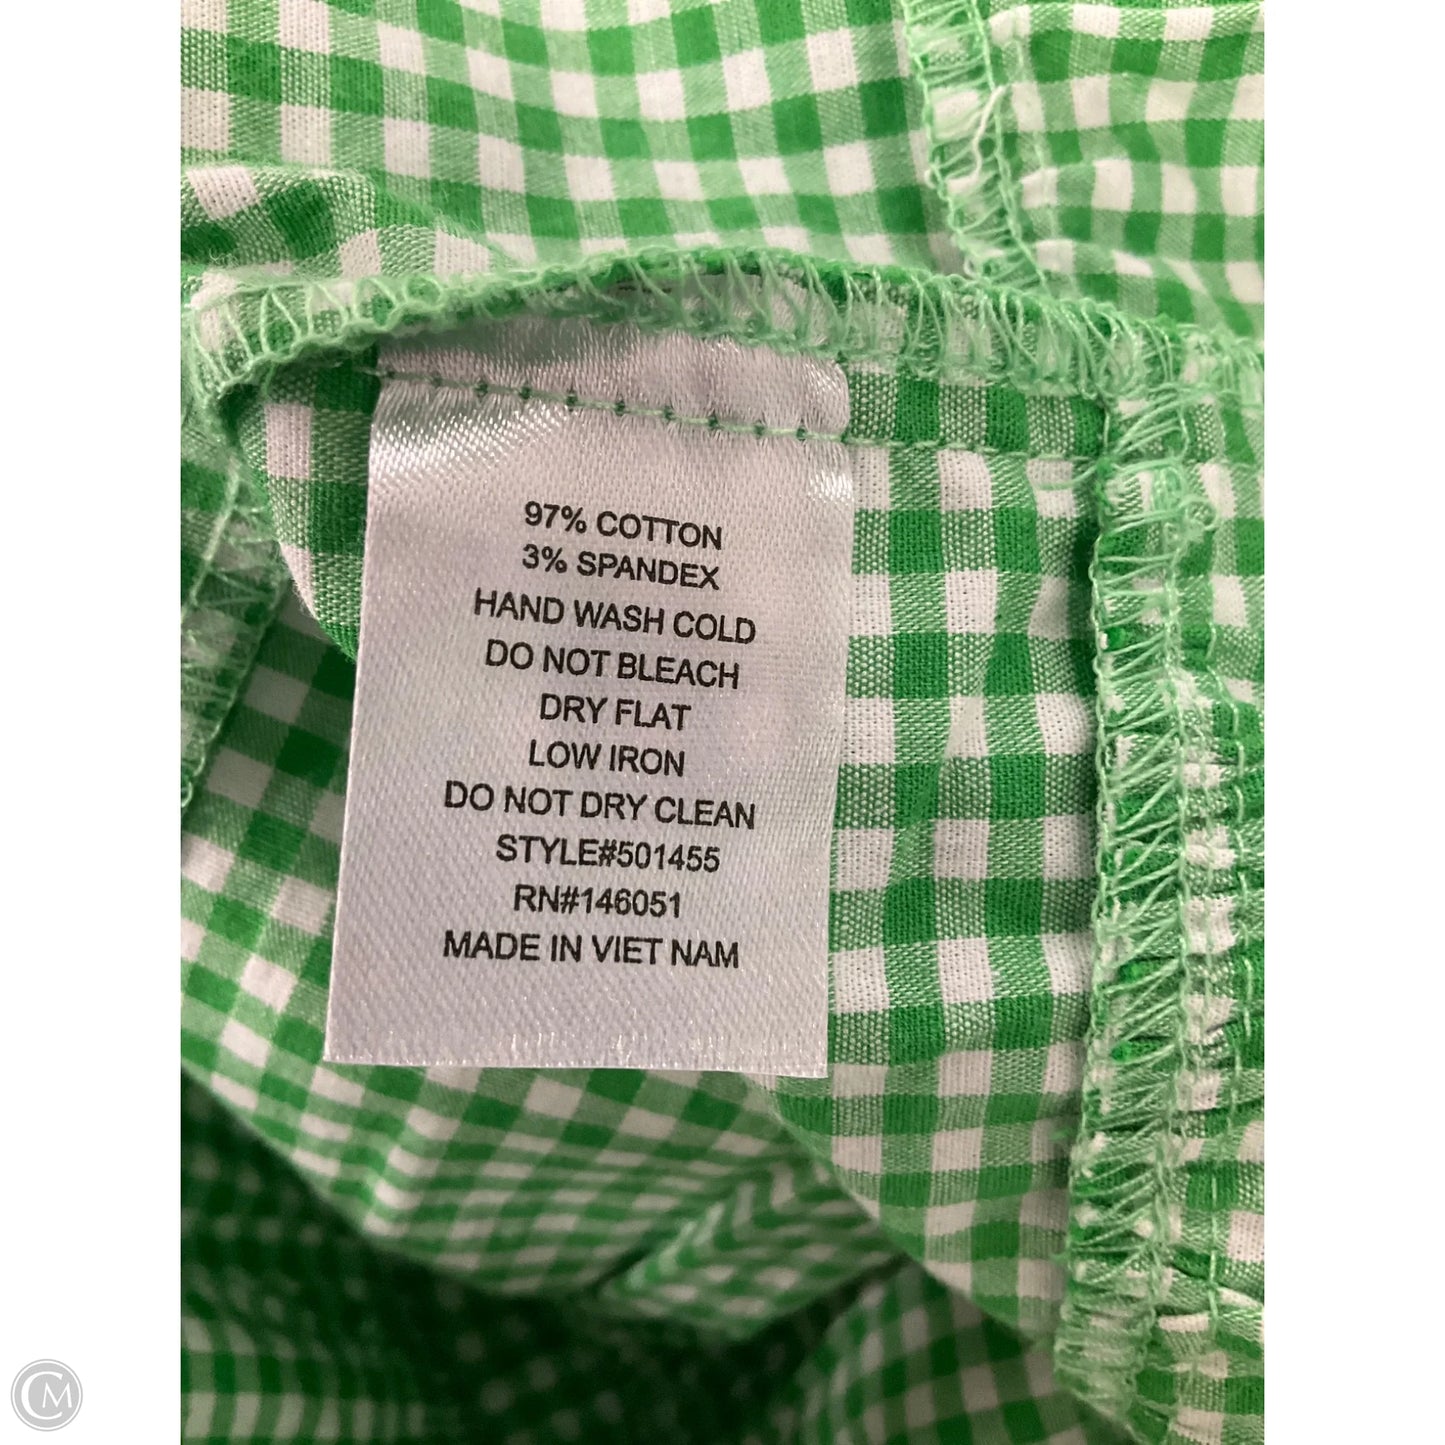 97% COTTON
3% SPANDEX
HAND WASH COLD
DO NOT BLEACH
DRY FLAT
LOW IRON
DO NOT DRY CLEAN
STYLE#501455
RN#146051
MADE IN VIET NAM
CM